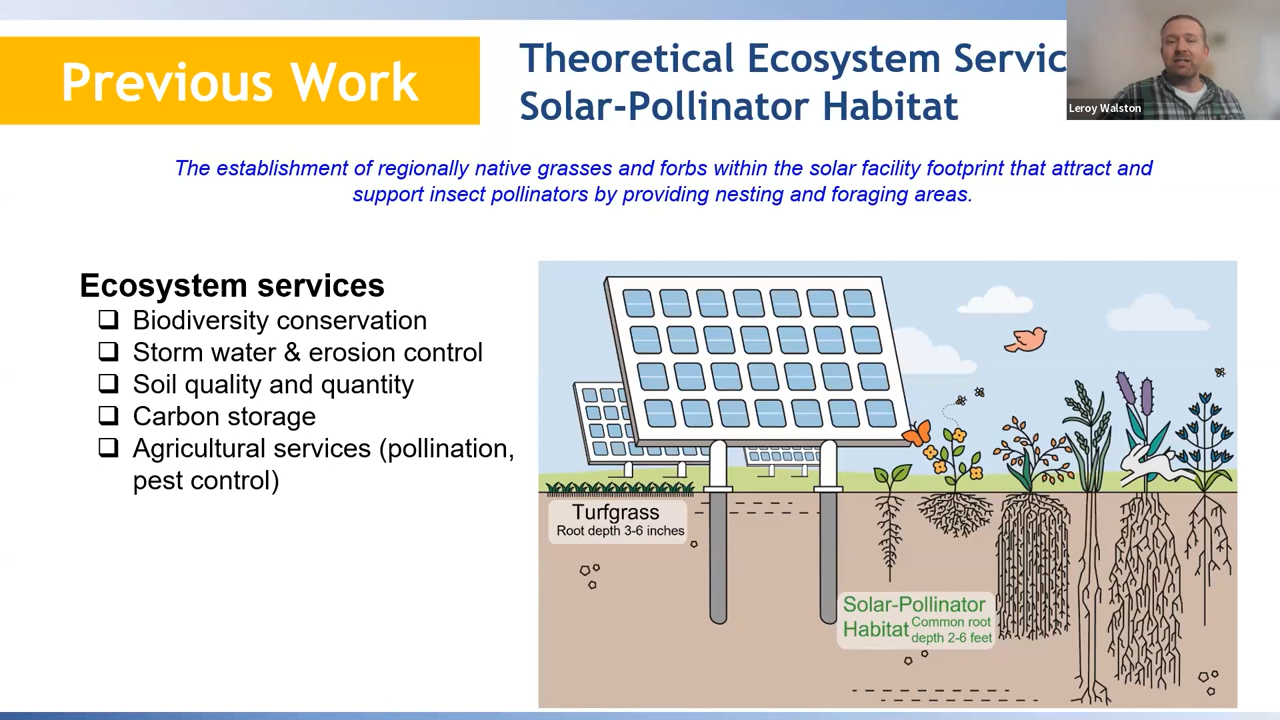 Previous Work
Theoretical Ecosystem Servic
Solar-Pollinator Habitat
Leroy Walston
The establishment of regionally native grasses and forbs within the solar facility footprint that attract and
support insect pollinators by providing nesting and foraging areas.
Ecosystem services
❑ Biodiversity conservation
❑ Storm water & erosion control
❑ Soil quality and quantity
❑ Carbon storage
❑ Agricultural services (pollination,
pest control)
Turfgrass
Root depth 3-6 inches
Solar-Pollinator
Habitat
Common root
depth 2-6 feet